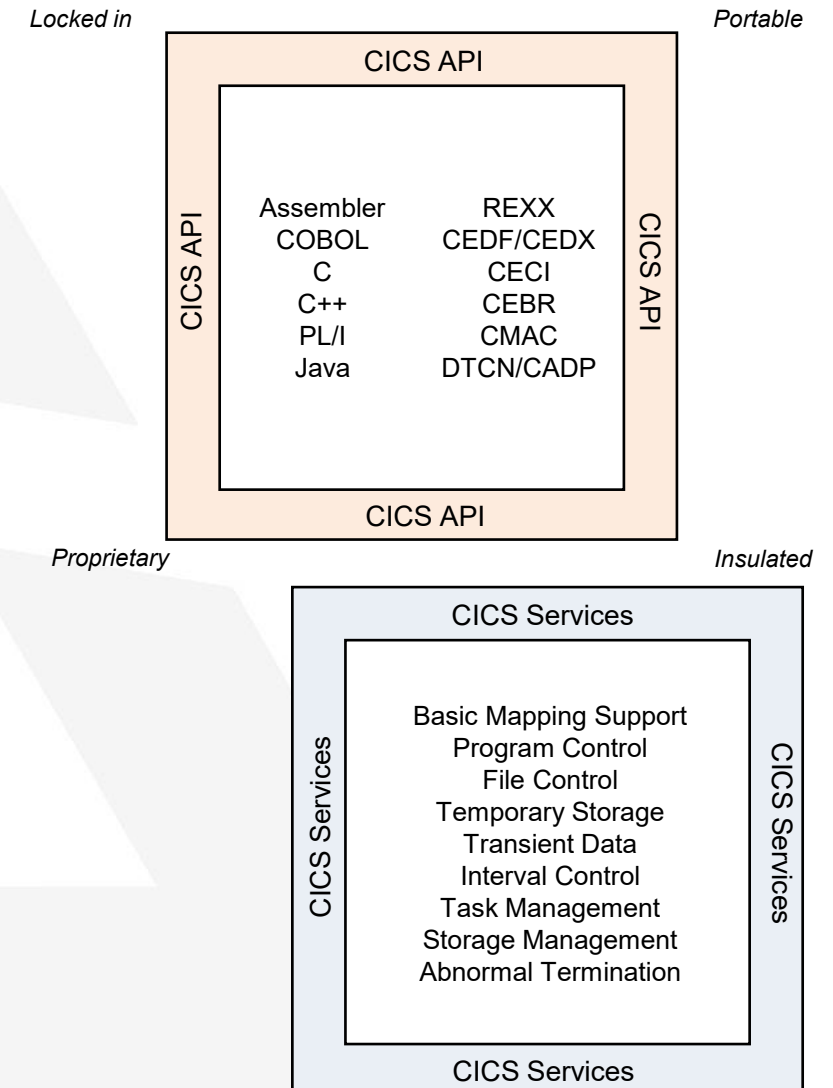 Locked in
Portable
CICS API
CICS API
Assembler
COBOL
C
C++
PL/I
Java
REXX
CEDF/CEDX
CECI
CEBR
CMAC
DTCN/CADP
CICS API
CICS API
Proprietary
Insulated
CICS Services
CICS Services
Basic Mapping Support
Program Control
File Control
Temporary Storage
Transient Data
Interval Control
Task Management
Storage Management
Abnormal Termination
CICS Services
CICS Services